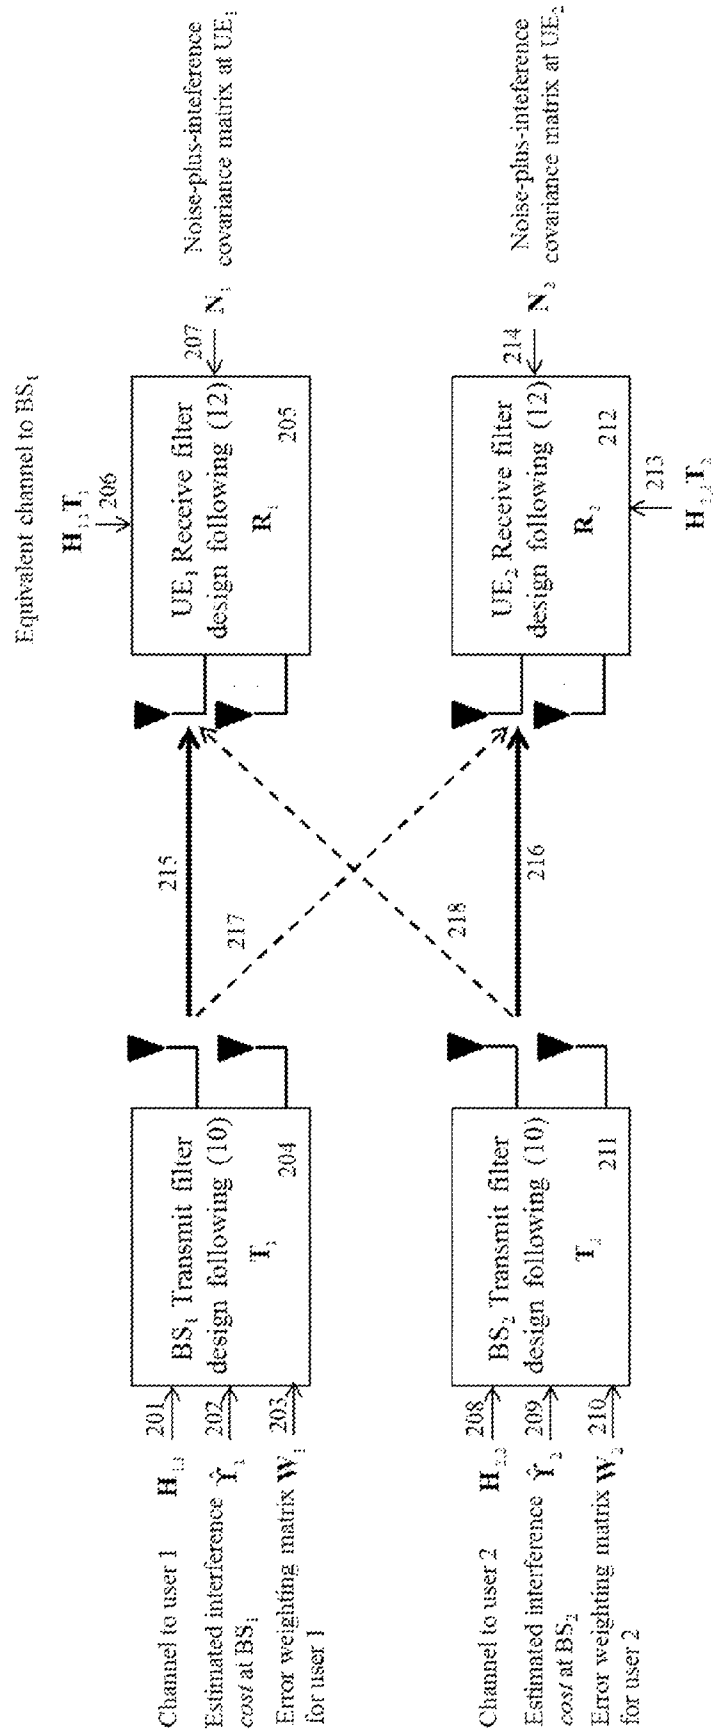 Channel to user 1 H₁,₁ 201
Estimated interference Ŷ₁ 202
cost at BS₁
Error weighting matrix W₁ 203
for user 1
BS₁ Transmit filter
design following (10)
T₁
204
215
217
218
216
Equivalent channel to BS₁
H₁,₁T₁
206
UE₁ Receive filter
design following (12)
R₁
205
207
N₁
Noise-plus-inteference
covariance matrix at UE₁
Channel to user 2 H₂,₂ 208
Estimated interference Ŷ₂ 209
cost at BS₂
Error weighting matrix W₂ 210
for user 2
BS₂ Transmit filter
design following (10)
T₂
211
UE₂ Receive filter
design following (12)
R₂
212
213
H₂,₂T₂
214
N₂
Noise-plus-inteference
covariance matrix at UE₂